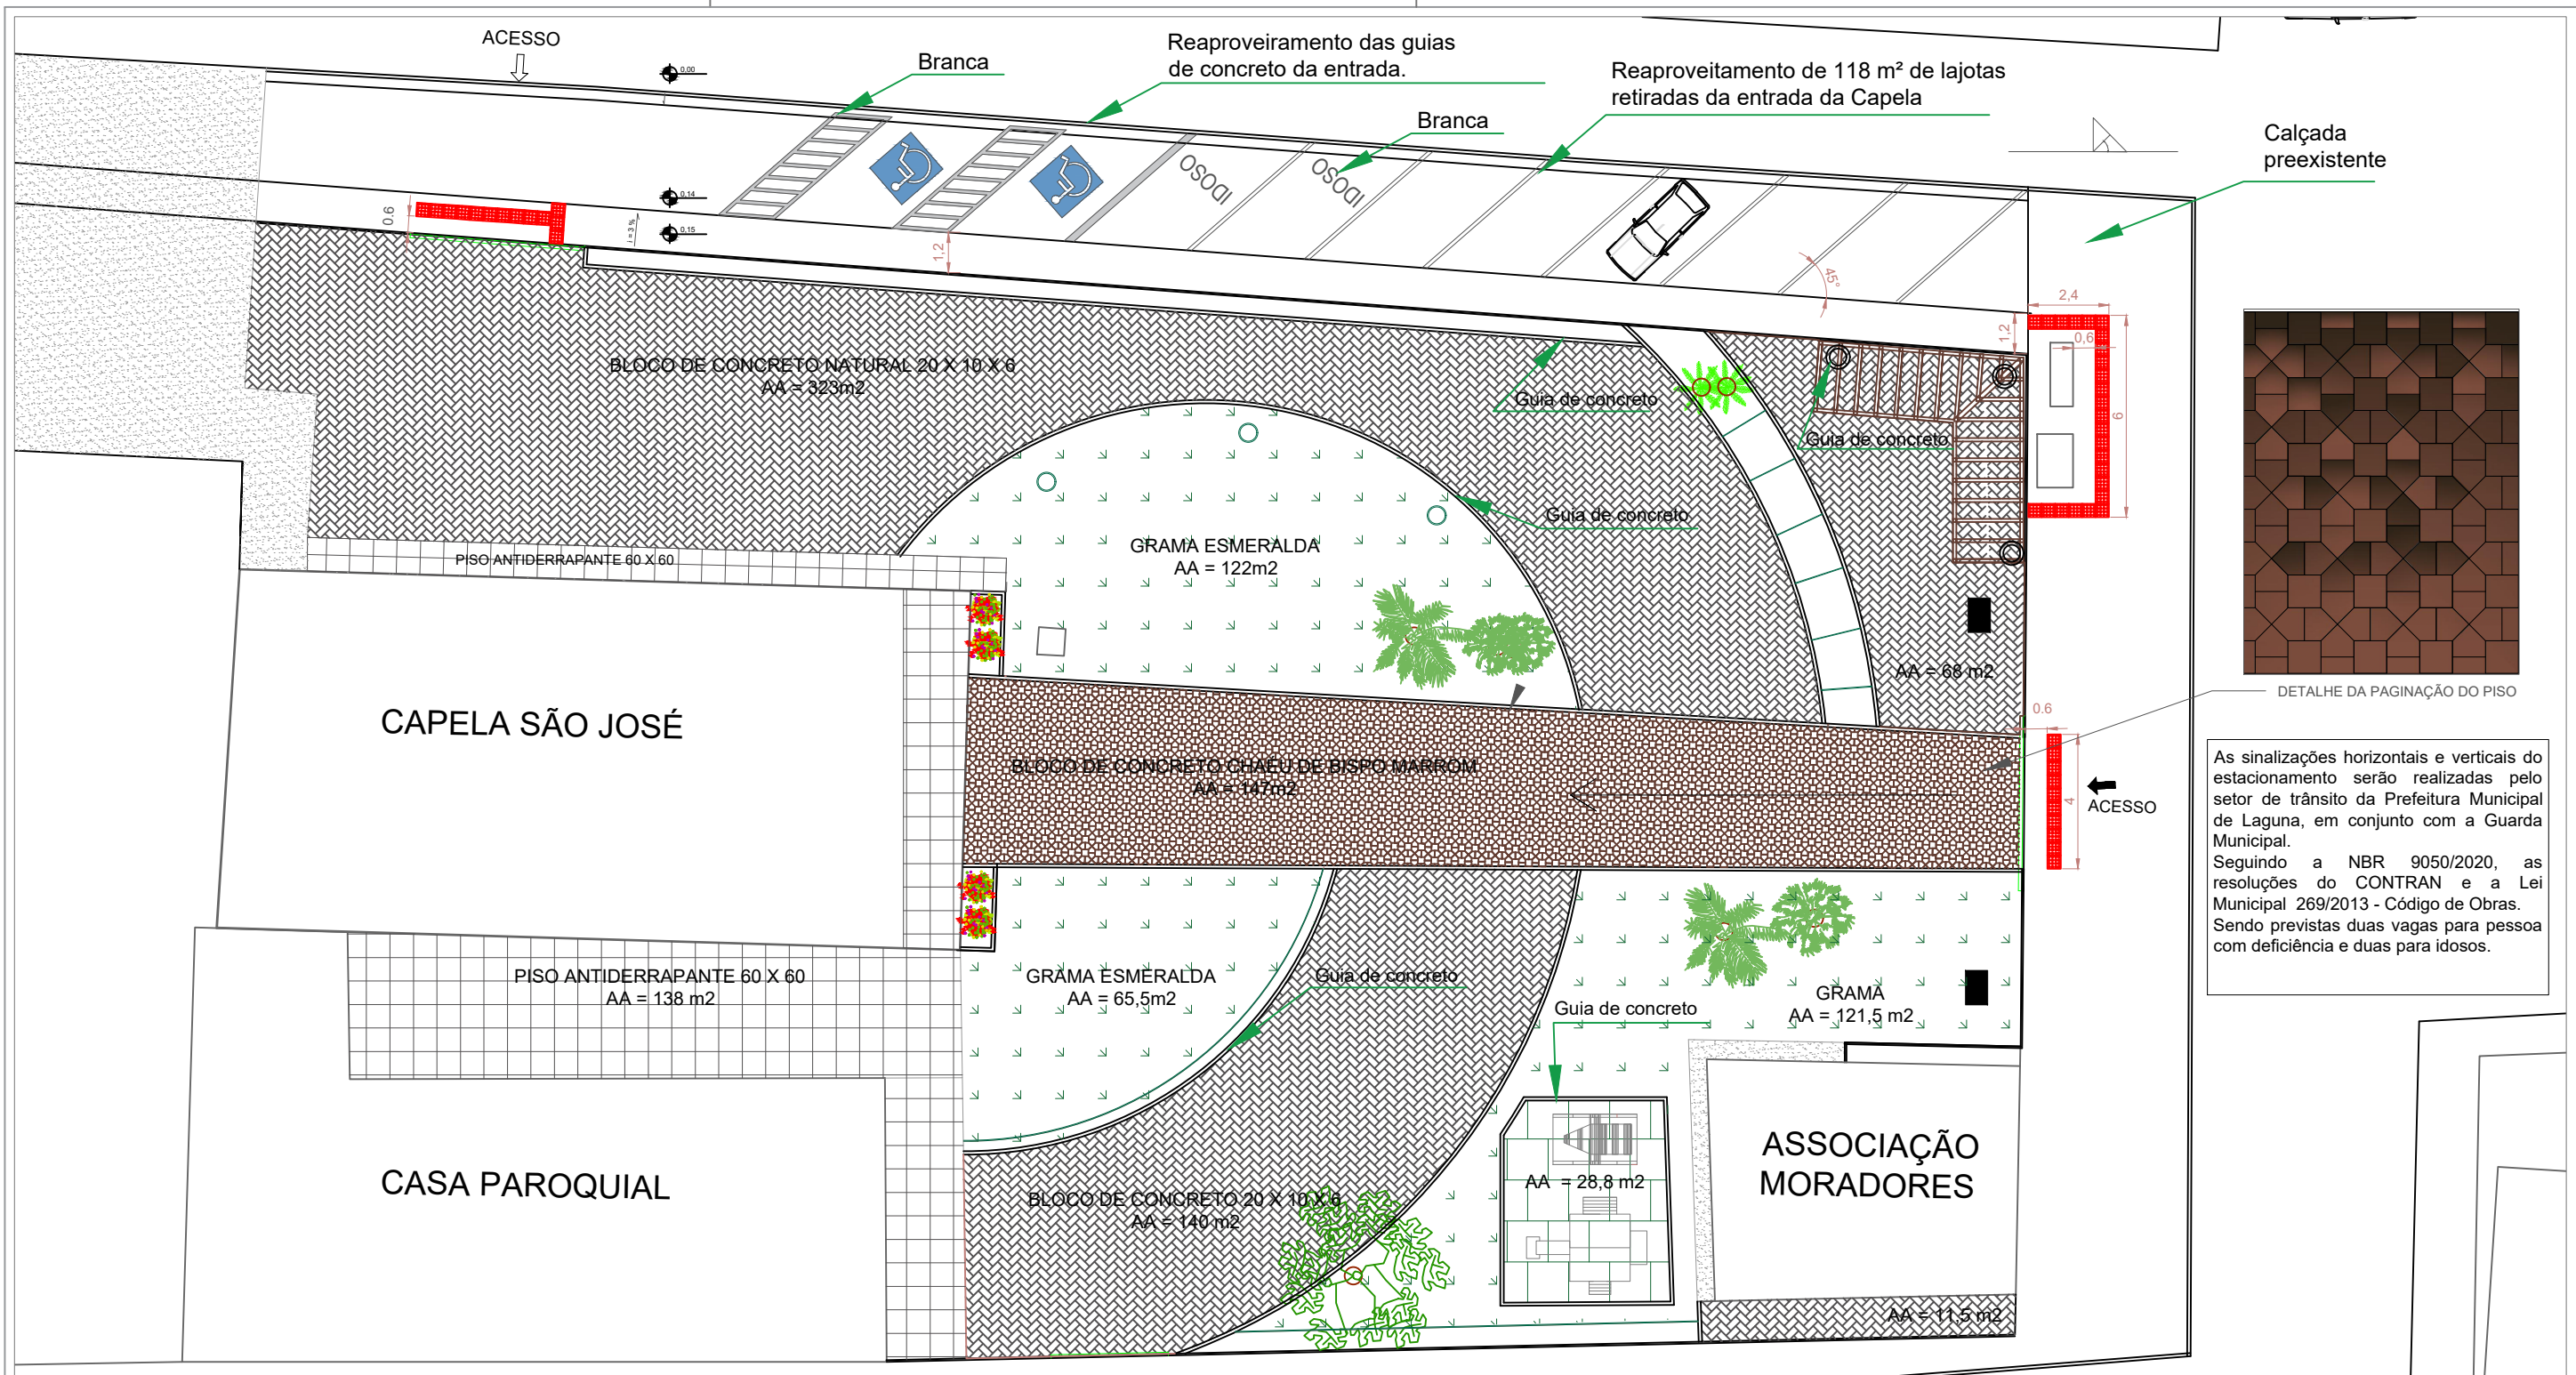 ACESSO
Branca
Reaproveiramento das guias
de concreto da entrada.
Reaproveitamento de 118 m² de lajotas
retiradas da entrada da Capela
Branca
Calçada
preexistente
0,00
0,14
0,15
i = 3 %
0.6
1,2
IDOSO
IDOSO
45°
2,4
1,2
0,6
6
BLOCO DE CONCRETO NATURAL 20 X 10 X 6
AA = 323m2
Guia de concreto
Guia de concreto
Guia de concreto
GRAMA ESMERALDA
AA = 122m2
PISO ANTIDERRAPANTE 60 X 60
AA = 68 m2
DETALHE DA PAGINAÇÃO DO PISO
CAPELA SÃO JOSÉ
0.6
BLOCO DE CONCRETO CHAÉU DE BISPO MARROM
AA = 147m2
4
ACESSO
As sinalizações horizontais e verticais do
estacionamento serão realizadas pelo
setor de trânsito da Prefeitura Municipal
de Laguna, em conjunto com a Guarda
Municipal.
Seguindo a NBR 9050/2020, as
resoluções do CONTRAN e a Lei
Municipal 269/2013 - Código de Obras.
Sendo previstas duas vagas para pessoa
com deficiência e duas para idosos.
PISO ANTIDERRAPANTE 60 X 60
AA = 138 m2
GRAMA ESMERALDA
AA = 65,5m2
Guia de concreto
Guia de concreto
GRAMA
AA = 121,5 m2
CASA PAROQUIAL
BLOCO DE CONCRETO 20 X 10 X 6
AA = 140 m2
AA = 28,8 m2
ASSOCIAÇÃO
MORADORES
AA = 11,5 m2